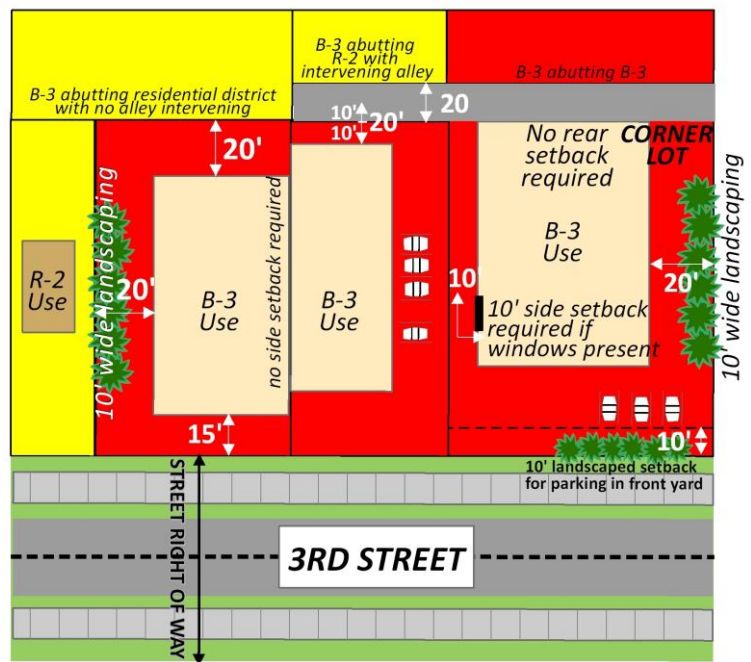 B-3 abutting
R-2 with
intervening alley
B-3 abutting residential district
with no alley intervening
B-3 abutting B-3
20
10'
10'
20'
20'
No rear
setback
required
CORNER
LOT
10' wide landscaping
R-2
Use
20'
B-3
Use
no side setback required
B-3
Use
B-3
Use
10'
10' side setback
required if
windows present
20'
10' wide landscaping
15'
10'
10' landscaped setback
for parking in front yard
STREET RIGHT OF WAY
3RD STREET